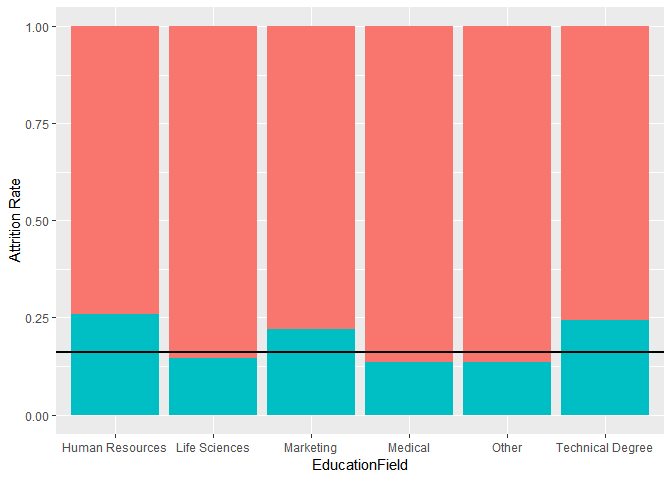 1.00
0.75
0.50
0.25
0.00
Attrition Rate
Human Resources Life Sciences Marketing Medical Other Technical Degree
EducationField